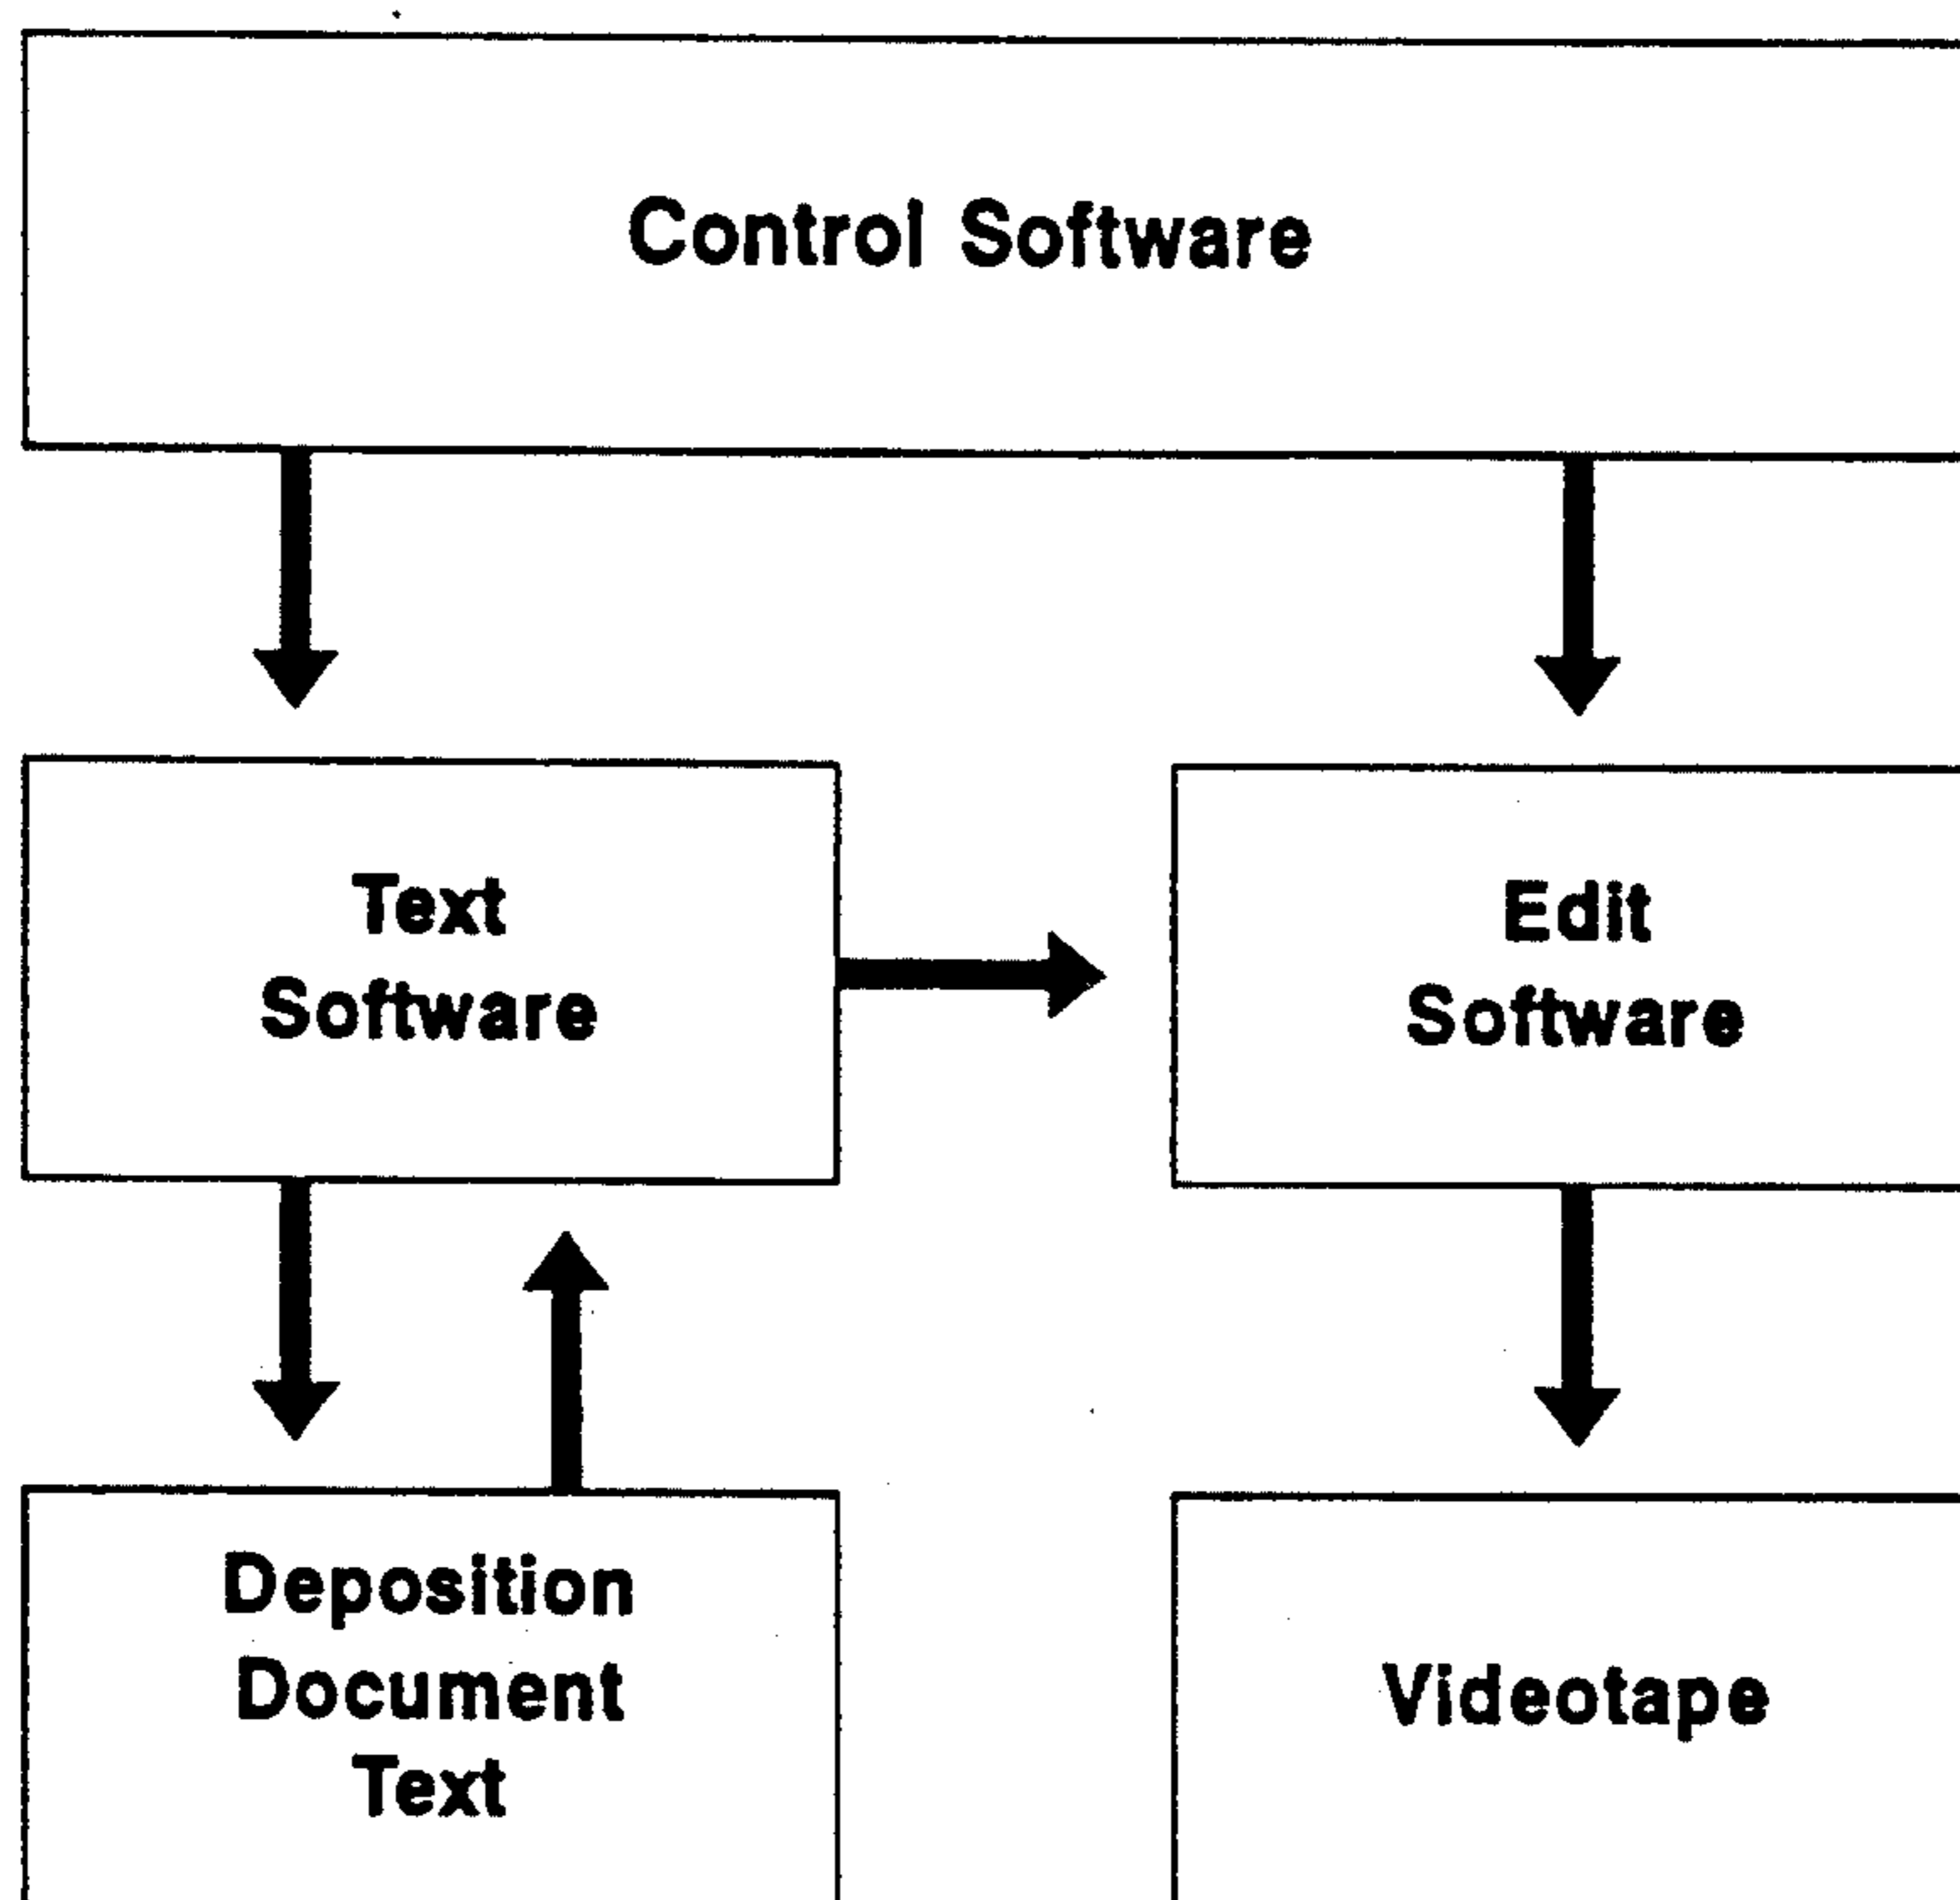 Control Software
Text
Software
Edit
Software
Deposition
Document
Text
Videotape